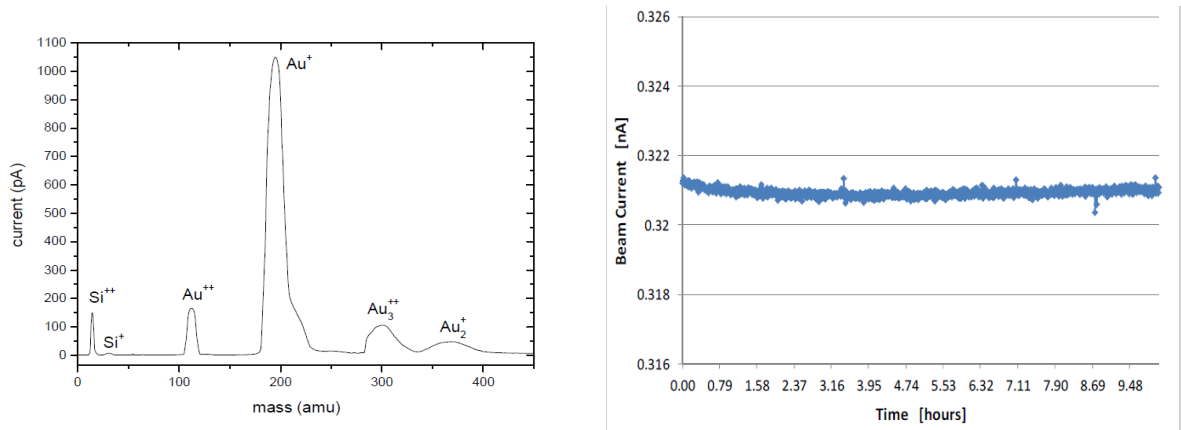 1100
1000
900
800
700
600
500
400
300
200
100
0
current (pA)
Si++
Si+
Au++
Au+
Au3++
Au2+
0 100 200 300 400
mass (amu)
0.326
0.324
0.322
0.32
0.318
0.316
Beam Current [nA]
0.00 0.79 1.58 2.37 3.16 3.95 4.74 5.53 6.32 7.11 7.90 8.69 9.48
Time [hours]